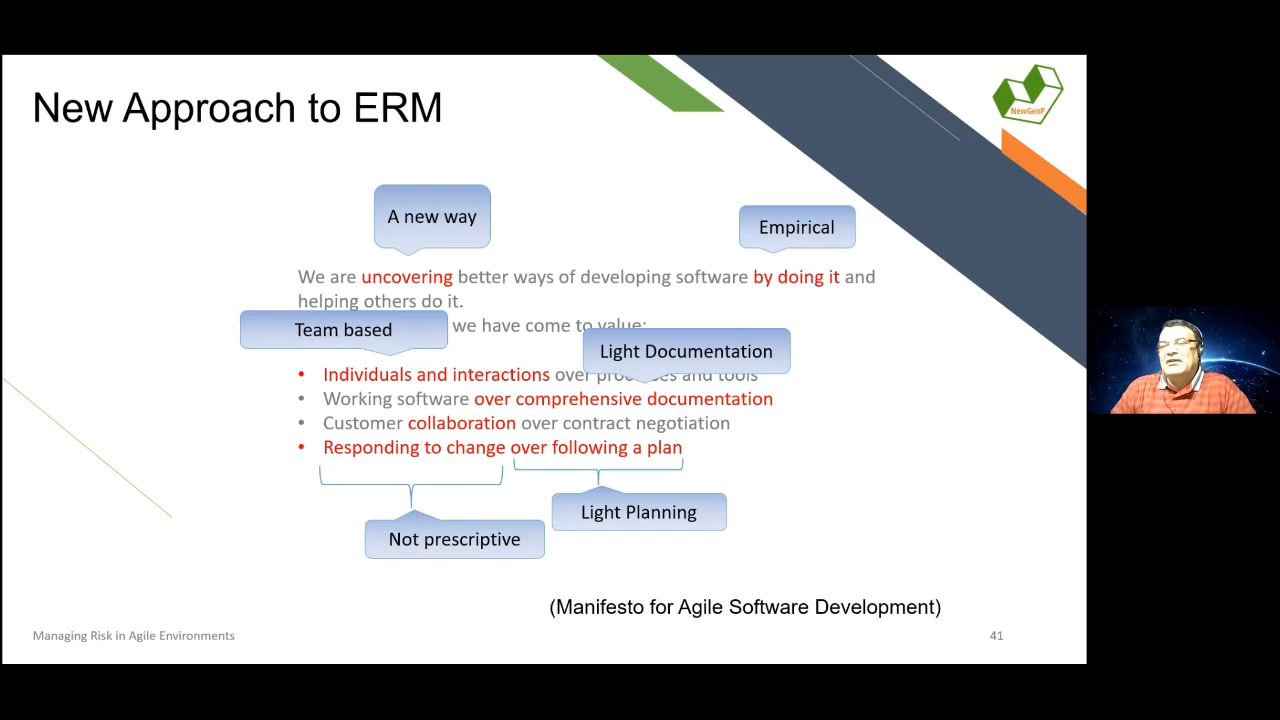 New Approach to ERM
NewGenP
A new way
Empirical
We are uncovering better ways of developing software by doing it and
helping others do it.
Team based
we have come to value:
Light Documentation
• Individuals and interactions over processes and tools
• Working software over comprehensive documentation
• Customer collaboration over contract negotiation
• Responding to change over following a plan
Light Planning
Not prescriptive
(Manifesto for Agile Software Development)
Managing Risk in Agile Environments
41